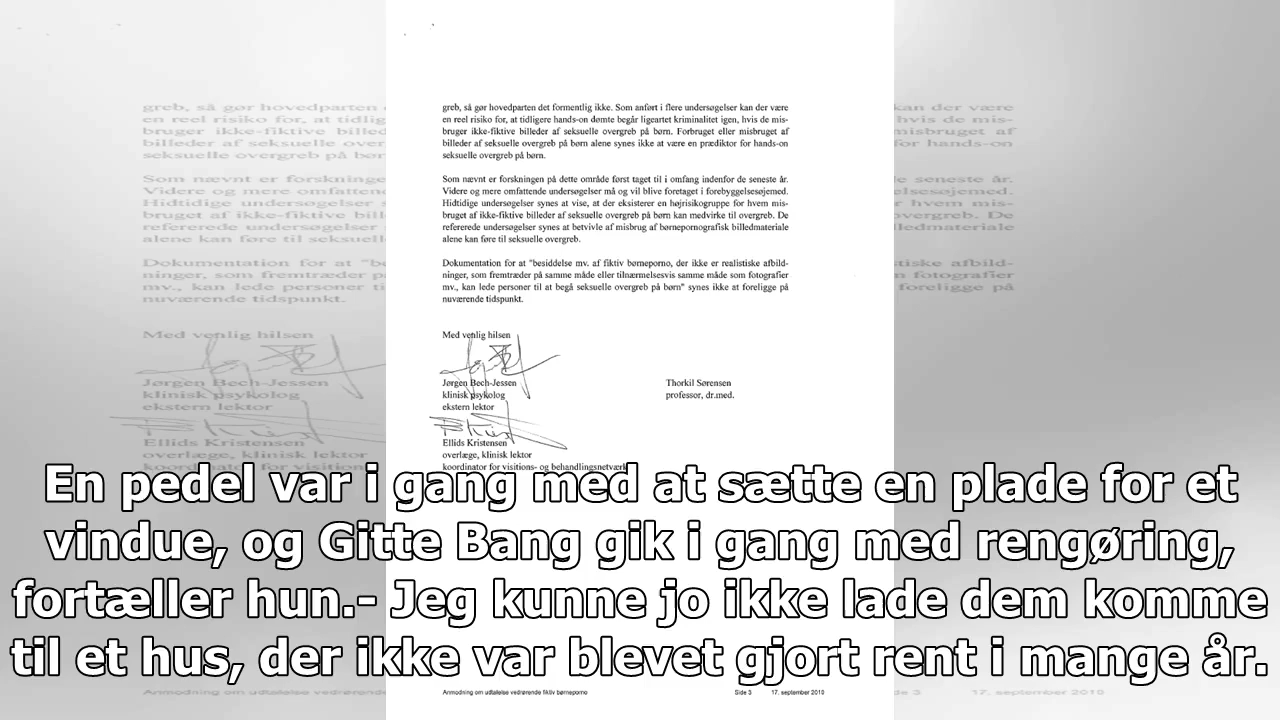 greb, så gør hovedparten det formentlig ikke. Som anført i flere undersøgelser kan der være
en reel risiko for, at tidligere hands-on dømte begår ligeartet kriminalitet igen, hvis de mis-
bruger ikke-fiktive billeder af seksuelle overgreb på børn. Forbruget eller misbruget af
billeder af seksuelle overgreb på børn alene synes ikke at være en prædiktor for hands-on
seksuelle overgreb på børn.
Som nævnt er forskningen på dette område først taget til i omfang indenfor de seneste år.
Videre og mere omfattende undersøgelser må og vil blive foretaget i forebyggelsesøjemed.
Hidtidige undersøgelser synes at vise, at der eksisterer en højrisikogruppe for hvem mis-
bruget af ikke-fiktive billeder af seksuelle overgreb på børn kan medvirke til overgreb. De
refererede undersøgelser synes at betvivle af misbrug af børnepornografisk billedmateriale
alene kan føre til seksuelle overgreb.
Dokumentation for at "besiddelse mv. af fiktiv børneporno, der ikke er realistiske afbild-
ninger, som fremtræder på samme måde eller tilnærmelsesvis samme måde som fotografier
mv., kan lede personer til at begå seksuelle overgreb på børn" synes ikke at foreligge på
nuværende tidspunkt.
Med venlig hilsen
Jørgen Bech-Jessen
klinisk psykolog
ekstern lektor
Thorkil Sørensen
professor, dr.med.
Ellids Kristensen
overlæge, klinisk lektor
koordinator for visitions- og behandlingsnetværk
En pedel var i gang med at sætte en plade for et
vindue, og Gitte Bang gik i gang med rengøring,
fortæller hun.- Jeg kunne jo ikke lade dem komme
til et hus, der ikke var blevet gjort rent i mange år.
Anmodning om udtalelse vedrørende fiktiv børneporno Side 3 17. september 2010